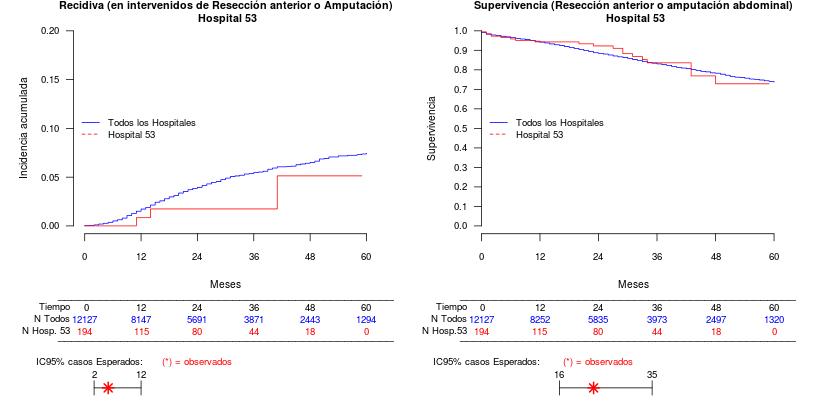 Recidiva (en intervenidos de Resección anterior o Amputación)
Hospital 53
0.20
0.15
0.10
0.05
0.00
Incidencia acumulada
Todos los Hospitales
Hospital 53
0 12 24 36 48 60
Meses
Tiempo 0 12 24 36 48 60
N Todos 12127 8147 5691 3871 2443 1294
N Hosp. 53 194 115 80 44 18 0
IC95% casos Esperados: (*) = observados
2 12
Supervivencia (Resección anterior o amputación abdominal)
Hospital 53
1.0
0.9
0.8
0.7
0.6
0.5
0.4
0.3
0.2
0.1
0.0
Supervivencia
Todos los Hospitales
Hospital 53
0 12 24 36 48 60
Meses
Tiempo 0 12 24 36 48 60
N Todos 12127 8252 5835 3973 2497 1320
N Hosp.53 194 115 80 44 18 0
IC95% casos Esperados: (*) = observados
16 35